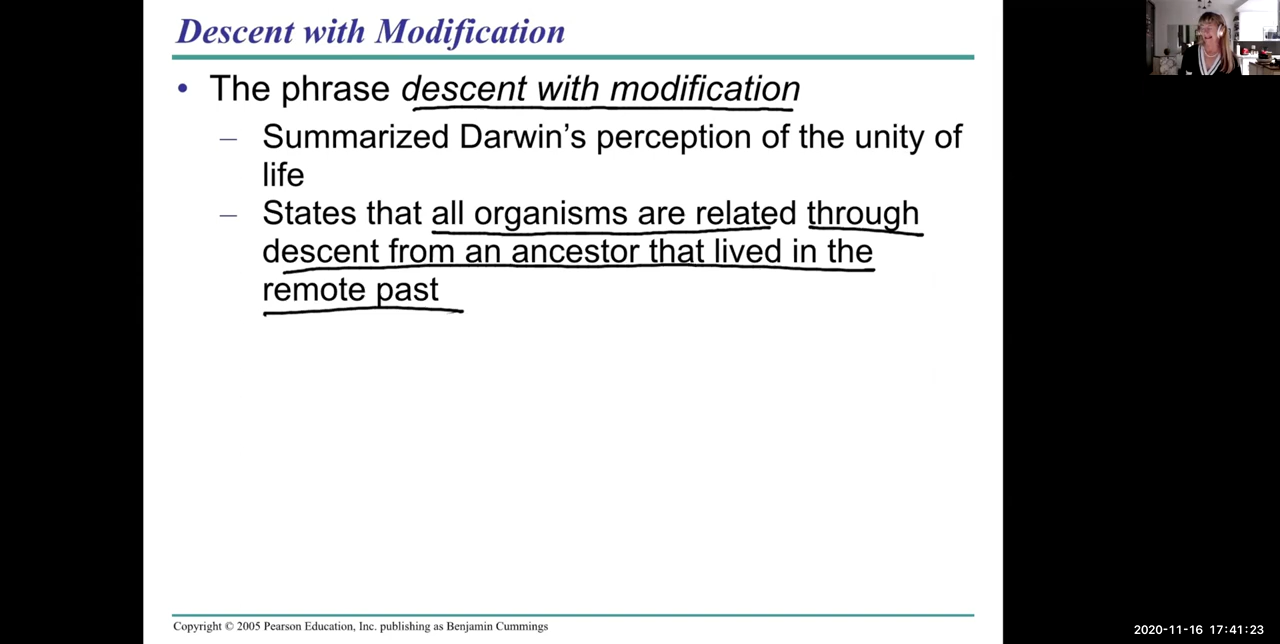 Descent with Modification
• The phrase descent with modification
– Summarized Darwin’s perception of the unity of
life
– States that all organisms are related through
descent from an ancestor that lived in the
remote past
Copyright © 2005 Pearson Education, Inc. publishing as Benjamin Cummings
2020-11-16 17:41:23